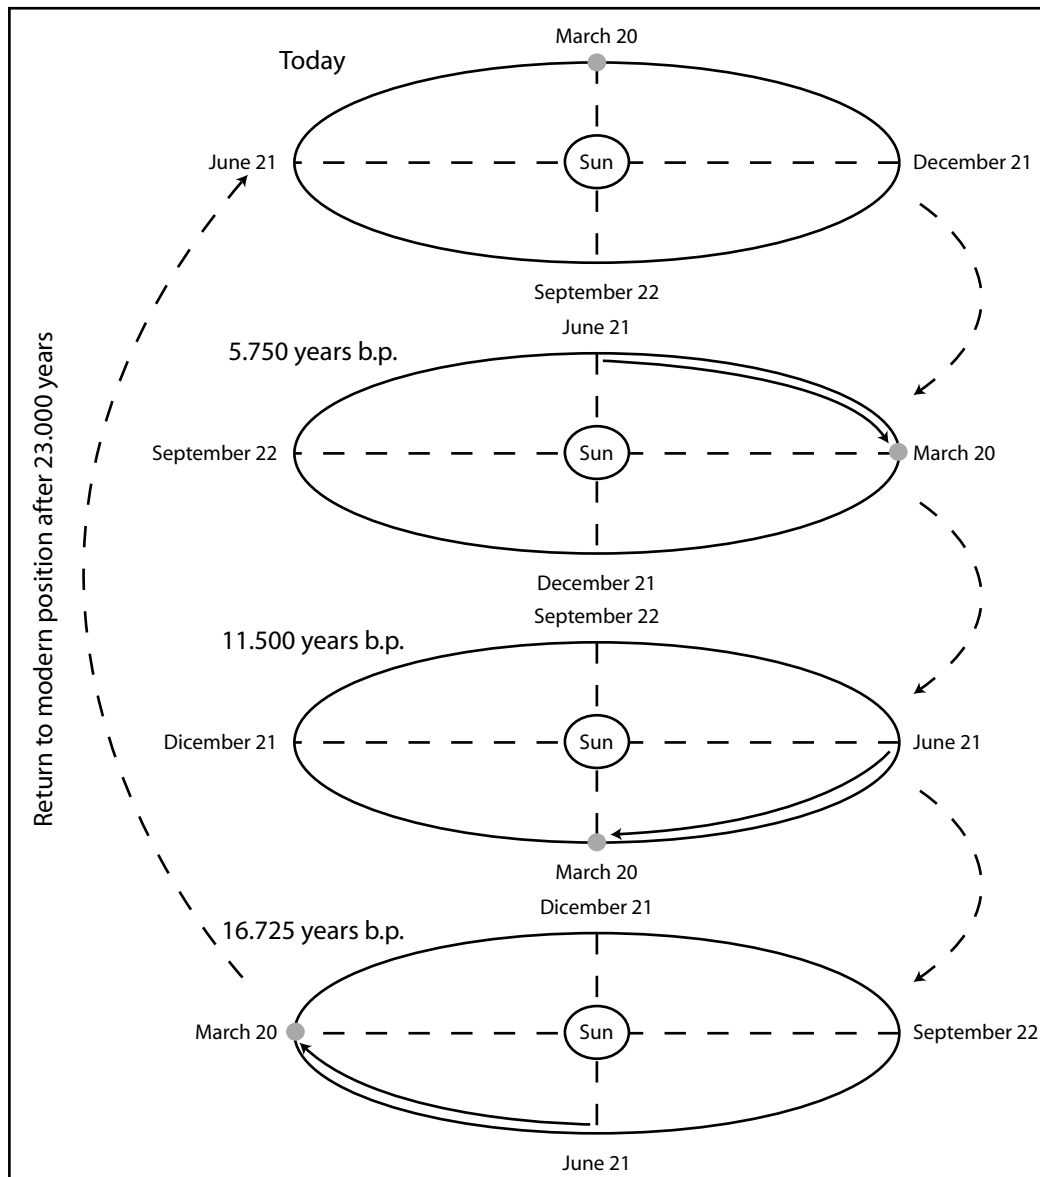 March 20
Today
June 21
Sun
December 21
September 22
June 21
5.750 years b.p.
September 22
Sun
March 20
December 21
September 22
11.500 years b.p.
Dicember 21
Sun
June 21
March 20
Dicember 21
16.725 years b.p.
March 20
Sun
September 22
June 21
Return to modern position after 23.000 years